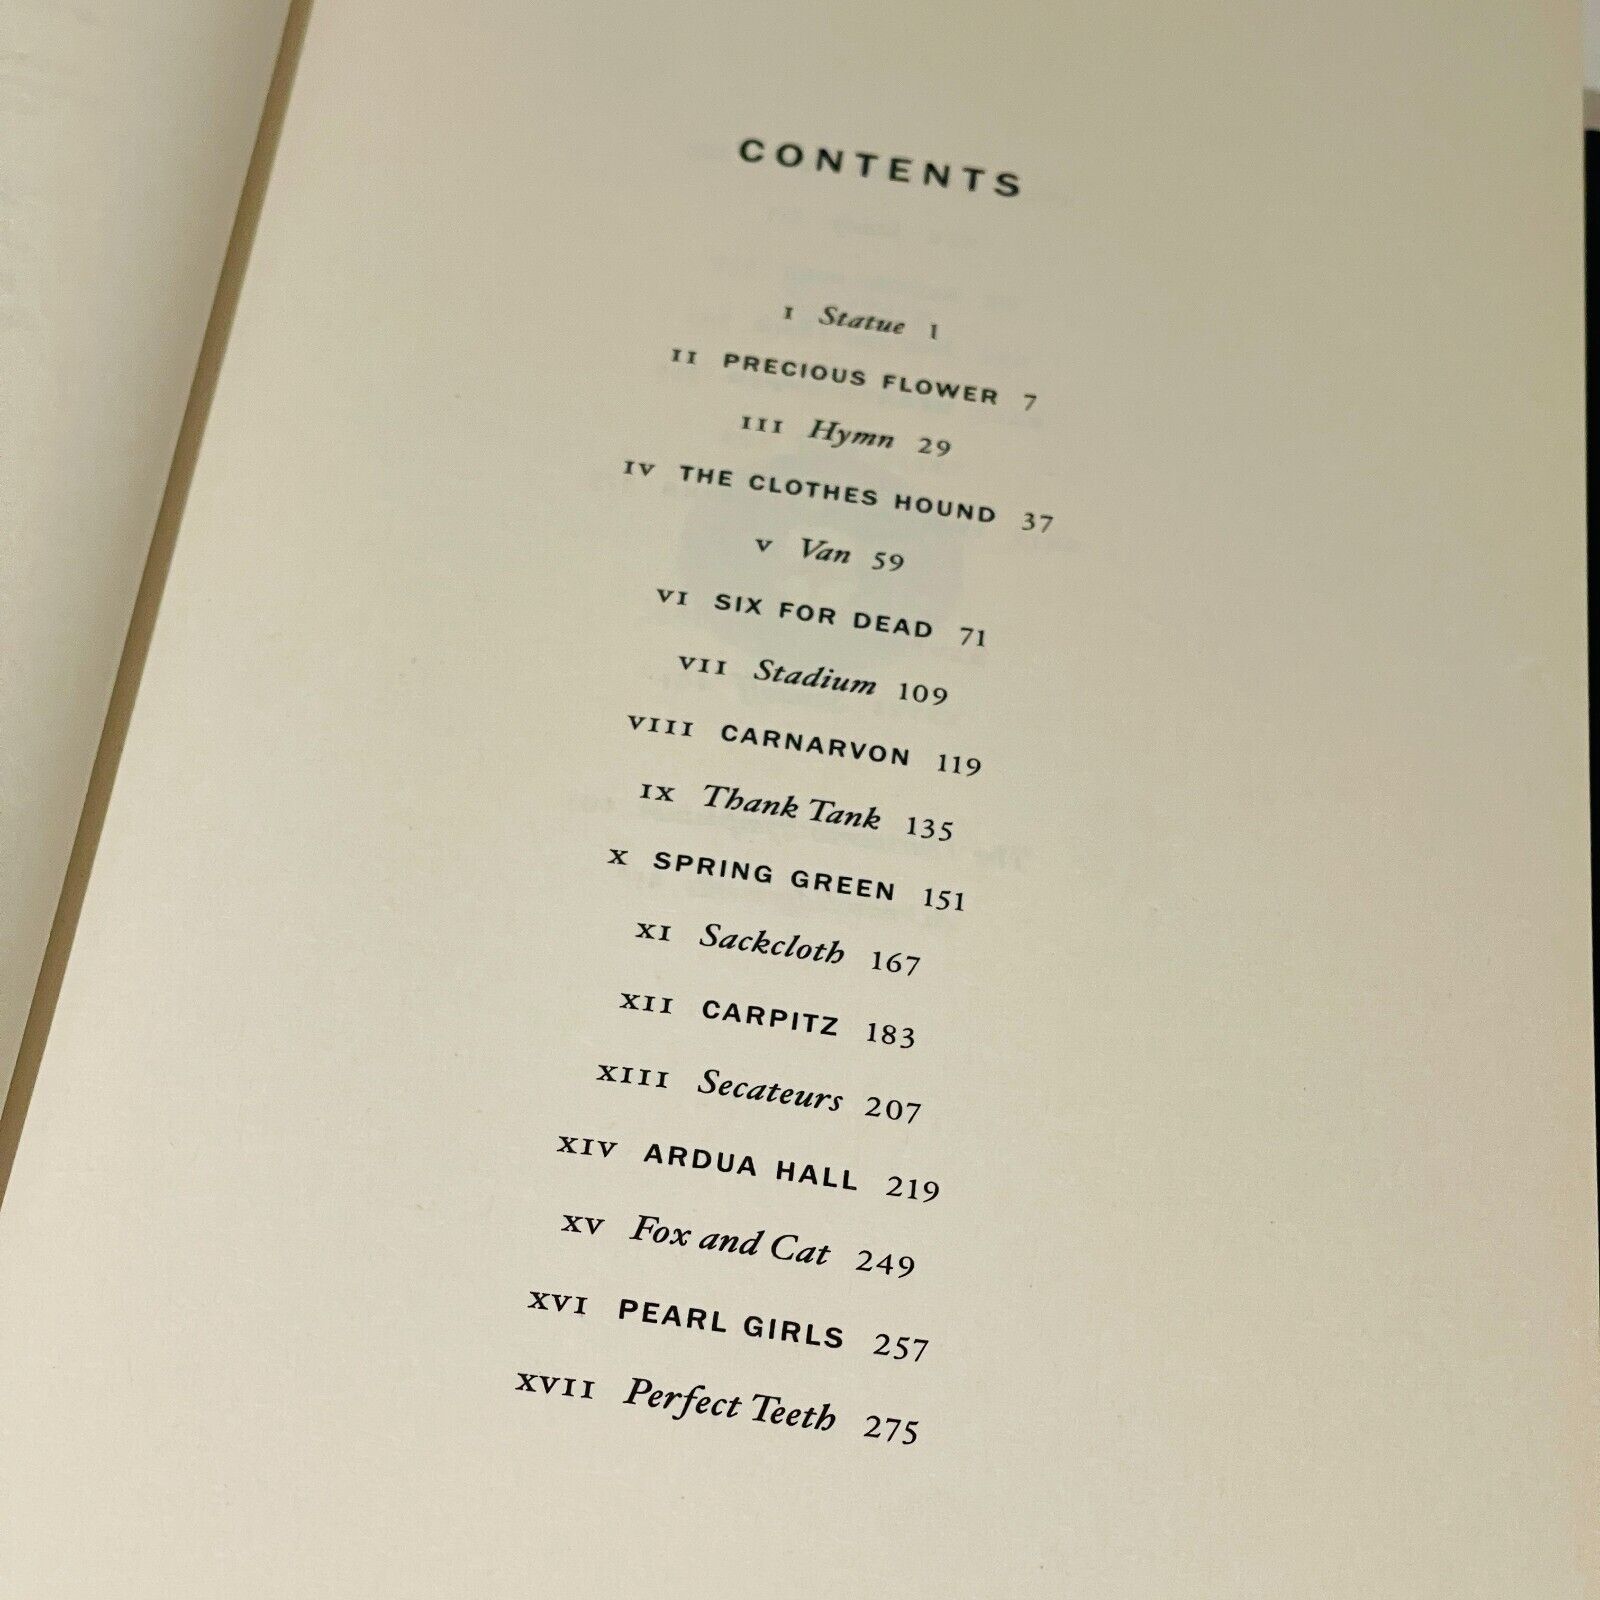 CONTENTS
I Statue 1
II PRECIOUS FLOWER 7
III Hymn 29
IV THE CLOTHES HOUND 37
V Van 59
VI SIX FOR DEAD 71
VII Stadium 109
VIII CARNARVON 119
IX Thank Tank 135
X SPRING GREEN 151
XI Sackcloth 167
XII CARPITZ 183
XIII Secateurs 207
XIV ARDUA HALL 219
XV Fox and Cat 249
XVI PEARL GIRLS 257
XVII Perfect Teeth 275